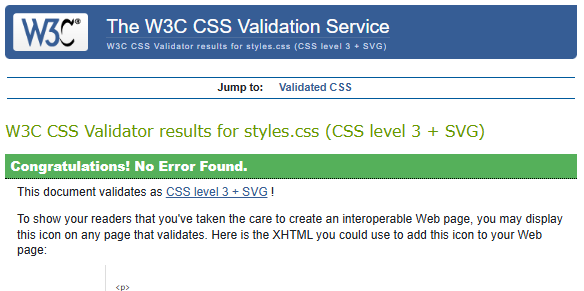 W3C®
The W3C CSS Validation Service
W3C CSS Validator results for styles.css (CSS level 3 + SVG)
Jump to: Validated CSS
W3C CSS Validator results for styles.css (CSS level 3 + SVG)
Congratulations! No Error Found.
This document validates as CSS level 3 + SVG !
To show your readers that you've taken the care to create an interoperable Web page, you may display
this icon on any page that validates. Here is the XHTML you could use to add this icon to your Web
page:
<p>